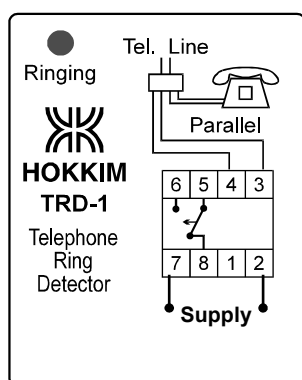 Tel. Line
Ringing
Parallel
HOKKIM
TRD-1
Telephone
Ring
Detector
6 5 4 3
7 8 1 2
Supply